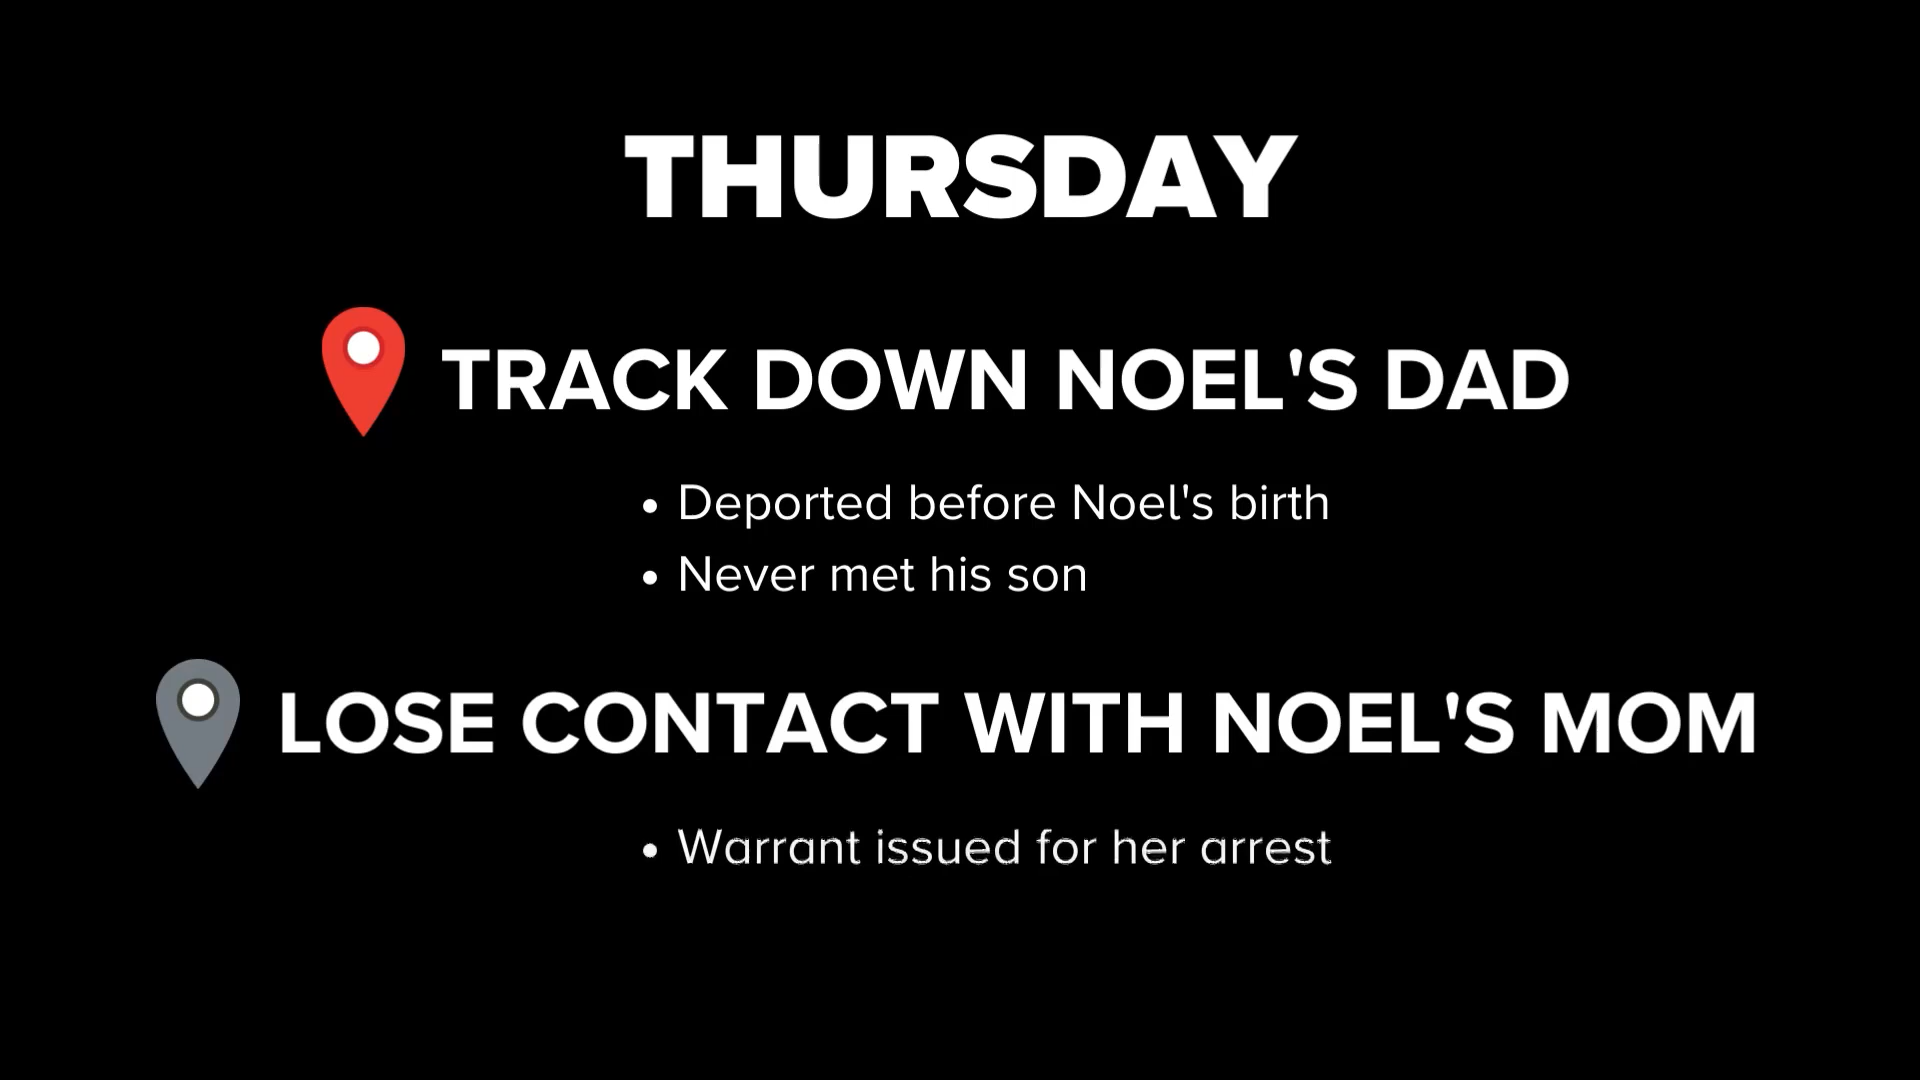 THURSDAY
TRACK DOWN NOEL'S DAD
• Deported before Noel's birth
• Never met his son
LOSE CONTACT WITH NOEL'S MOM
• Warrant issued for her arrest